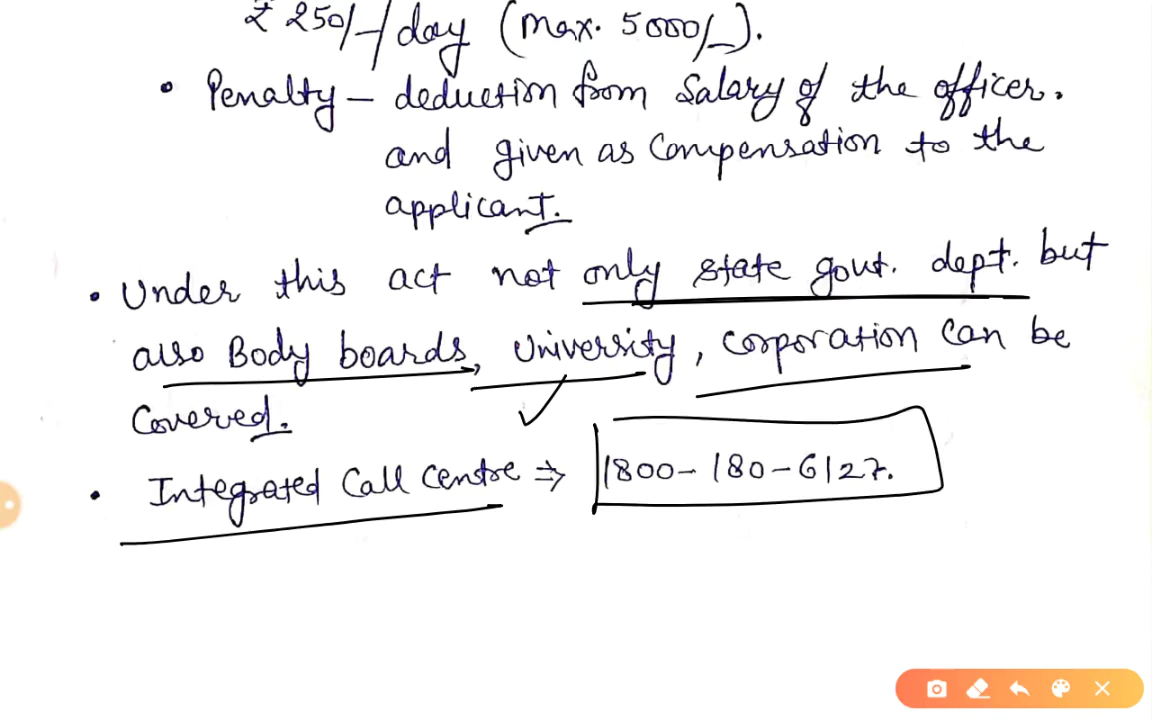 ₹ 250/-/day (Max. 5000/-).
• Penalty – deduction from Salary of the officer.
and given as Compensation to the
applicant.
• Under this act not only state govt. dept. but
also Body boards, University, Corporation can be
Covered.
• Integrated Call Centre ⇒ 1800-180-6127.